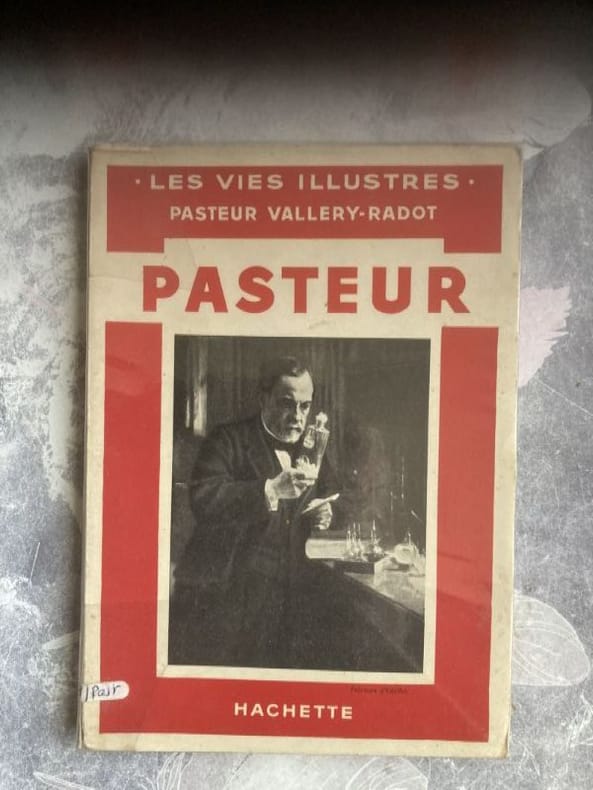 · LES VIES ILLUSTRES ·
PASTEUR VALLERY-RADOT
PASTEUR
HACHETTE